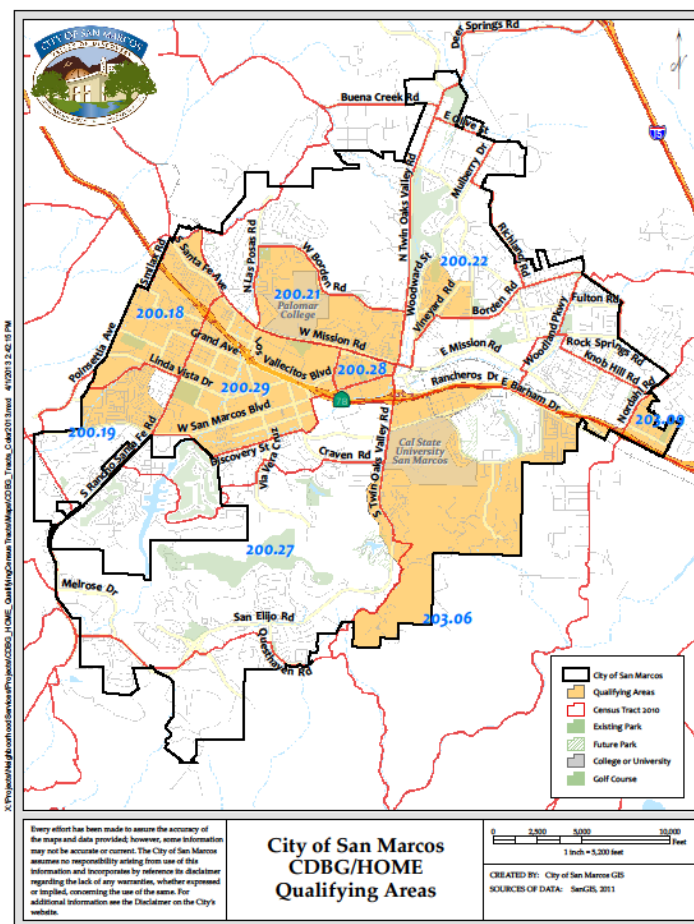 CITY OF SAN MARCOS
Deer Springs Rd
N
Buena Creek Rd
15
E Olive St
Mulberry Dr
N Twin Oaks Valley Rd
Smilax Rd
S Santa Fe Ave
N Las Posas Rd
W Borden Rd
Richland Rd
200.22
Woodward St
200.21
Palomar
College
200.18
Vineyard Rd
Borden Rd
Fulton Rd
Woodland Pkwy
W Mission Rd
Poinsettia Ave
Grand Ave
Los Vallecitos Blvd
E Mission Rd
Rock Springs Rd
Knob Hill Rd
Linda Vista Dr
200.28
Rancheros Dr
E Barham Dr
Nordahl Rd
200.29
78
203.09
W San Marcos Blvd
200.19
S Rancho Santa Fe Rd
Discovery St
Via Vera Cruz
Craven Rd
S Twin Oaks Valley Rd
Cal State
University
San Marcos
200.27
Melrose Dr
San Elijo Rd
203.06
Questhaven Rd
City of San Marcos
Qualifying Areas
Census Tract 2010
Existing Park
Future Park
College or University
Golf Course
Every effort has been made to assure the accuracy of
the maps and data provided; however, some information
may not be accurate or current. The City of San Marcos
assumes no responsibility arising from use of this
information and incorporates by reference its disclaimer
regarding the lack of any warranties, whether expressed
or implied, concerning the use of the same. For
additional information see the Disclaimer on the City's
website.
City of San Marcos
CDBG/HOME
Qualifying Areas
0 2,500 5,000 10,000
Feet
1 inch = 5,200 feet
CREATED BY: City of San Marcos GIS
SOURCES OF DATA: SanGIS, 2011